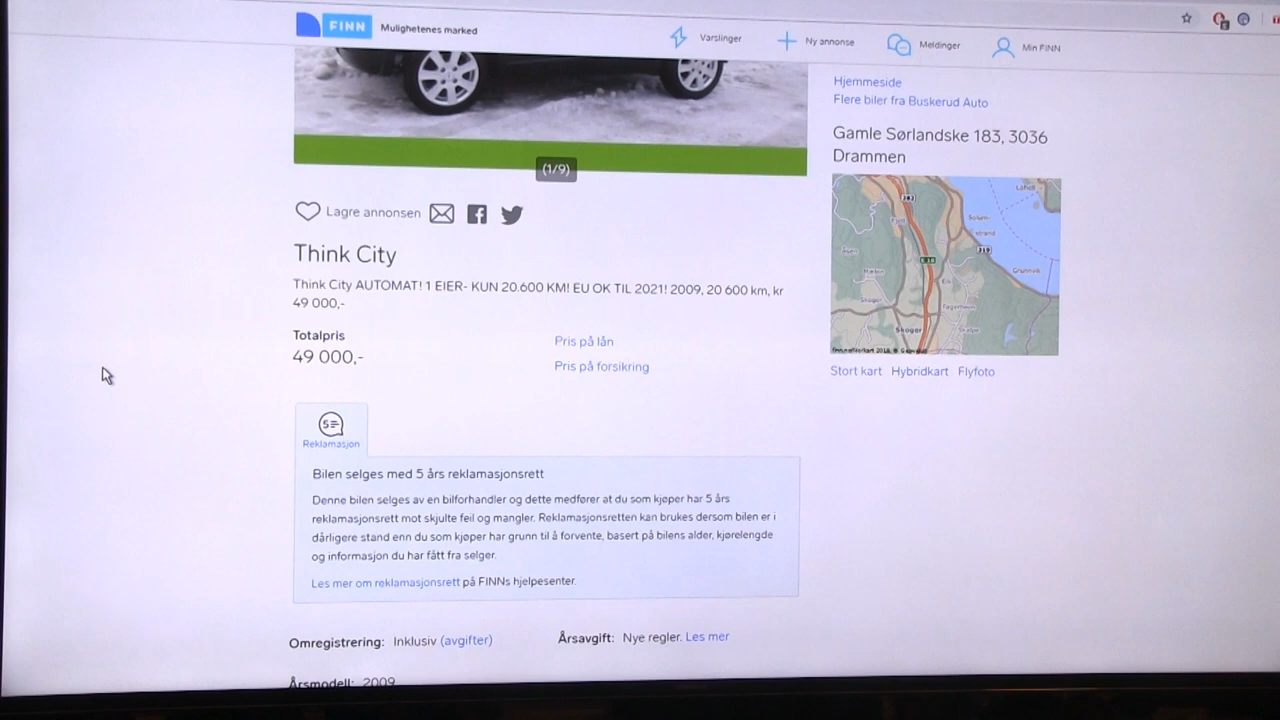 FINN Mulighetenes marked
Varslinger
Ny annonse
Meldinger
Min FINN
Hjemmeside
Flere biler fra Buskerud Auto
Gamle Sørlandske 183, 3036
Drammen
(1/9)
Lagre annonsen
Think City
Think City AUTOMAT! 1 EIER- KUN 20.600 KM! EU OK TIL 2021! 2009, 20 600 km, kr
49 000,-
Totalpris
49 000,-
Pris på lån
Pris på forsikring
Skoger
E 18
319
Stort kart Hybridkart Flyfoto
Reklamasjon
Bilen selges med 5 års reklamasjonsrett
Denne bilen selges av en bilforhandler og dette medfører at du som kjøper har 5 års
reklamasjonsrett mot skjulte feil og mangler. Reklamasjonsretten kan brukes dersom bilen er i
dårligere stand enn du som kjøper har grunn til å forvente, basert på bilens alder, kjørelengde
og informasjon du har fått fra selger.
Les mer om reklamasjonsrett på FINNs hjelpesenter.
Omregistrering: Inklusiv (avgifter)
Årsavgift: Nye regler. Les mer
Årsmodell: 2009